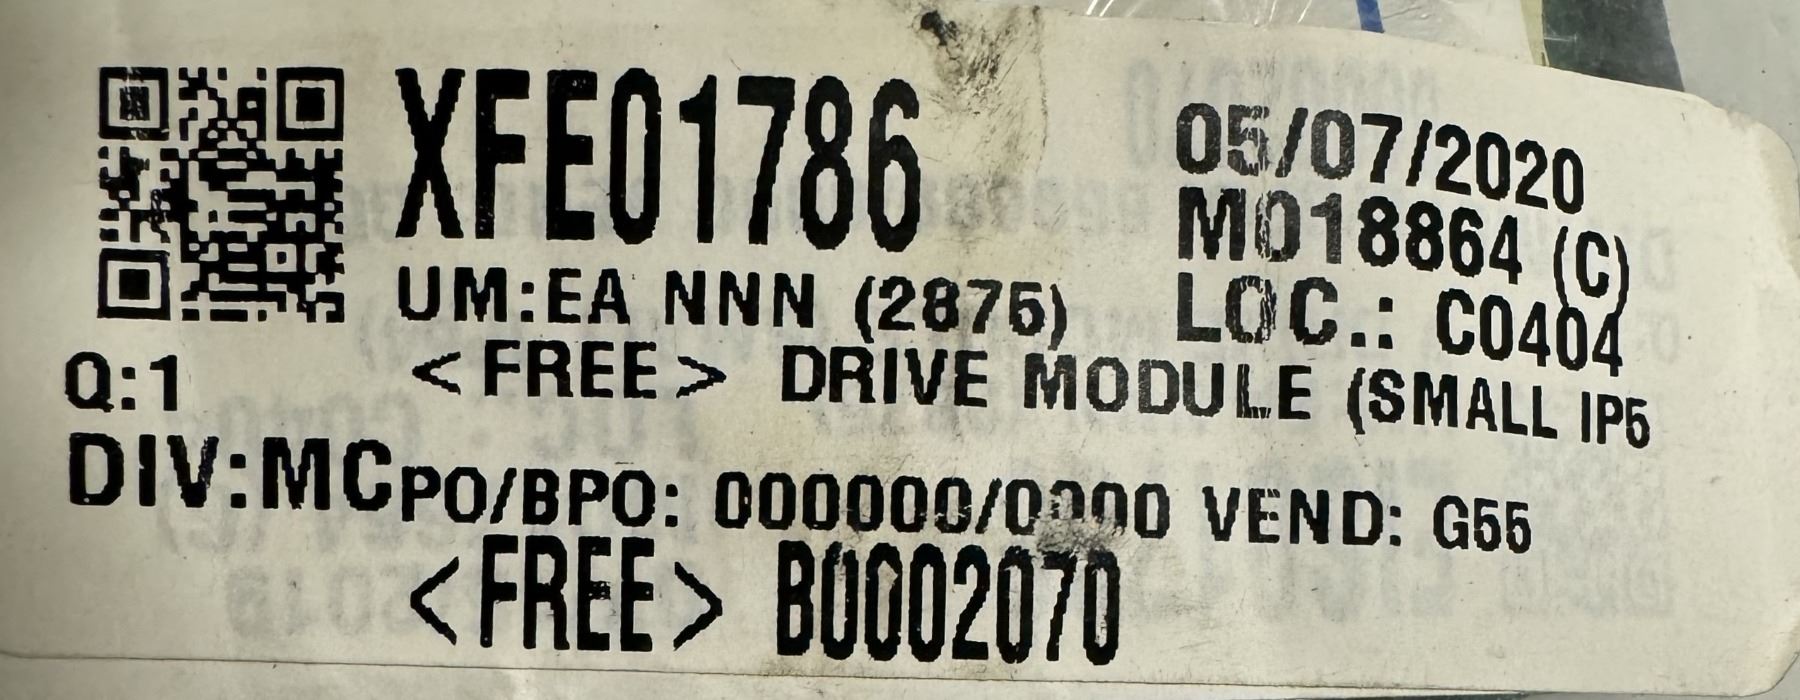 XFE01786
05/07/2020
M018864 (C)
UM:EA NNN (2875)
LOC.: C0404
Q:1
<FREE> DRIVE MODULE (SMALL IP5
DIV:MC
PO/BPO: 000000/0000 VEND: G55
<FREE> B0002070